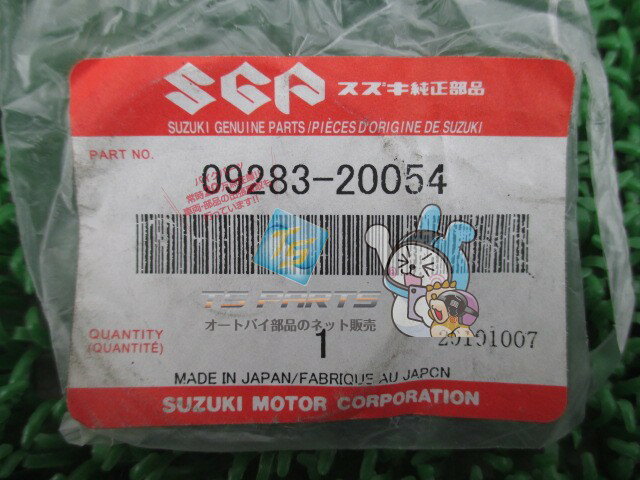 SGP スズキ純正部品
SUZUKI GENUINE PARTS/PIÈCES D'ORIGINE DE SUZUKI
PART NO.
09283-20054
TS
TS PARTS
オートバイ部品のネット販売
QUANTITY
(QUANTITÉ)
1
20101007
MADE IN JAPAN/FABRIQUE AU JAPON
SUZUKI MOTOR CORPORATION